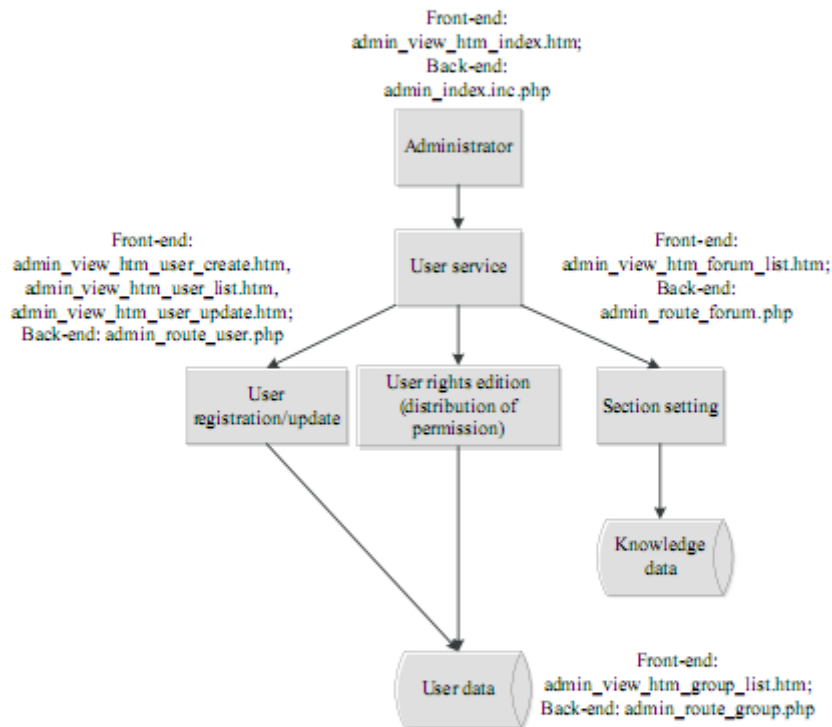 Front-end:
admin_view_htm_index.htm;
Back-end:
admin_index.inc.php
Administrator
Front-end:
admin_view_htm_user_create.htm,
admin_view_htm_user_list.htm,
admin_view_htm_user_update.htm;
Back-end: admin_route_user.php
User service
Front-end:
admin_view_htm_forum_list.htm;
Back-end:
admin_route_forum.php
User
registration/update
User rights edition
(distribution of
permission)
Section setting
Knowledge
data
User data
Front-end:
admin_view_htm_group_list.htm;
Back-end: admin_route_group.php